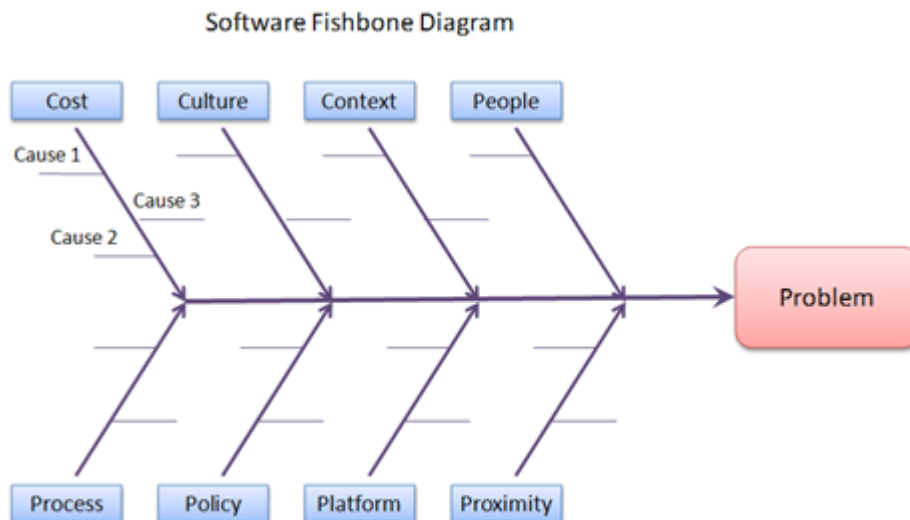 Software Fishbone Diagram
Cost
Culture
Context
People
Cause 1
Cause 3
Cause 2
Problem
Process
Policy
Platform
Proximity